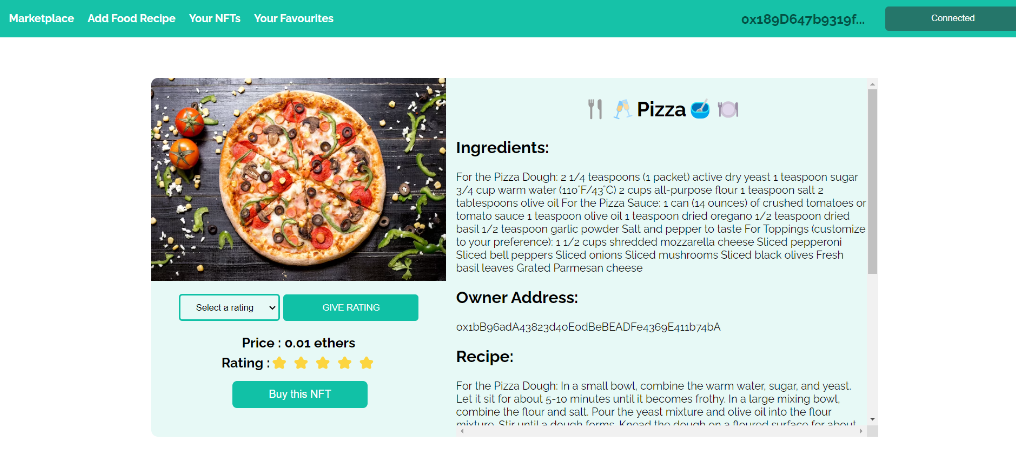 Marketplace Add Food Recipe Your NFTs Your Favourites 0x189D647b9319f... Connected
Pizza
Ingredients:
For the Pizza Dough: 2 1/4 teaspoons (1 packet) active dry yeast 1 teaspoon sugar
3/4 cup warm water (110°F/43°C) 2 cups all-purpose flour 1 teaspoon salt 2
tablespoons olive oil For the Pizza Sauce: 1 can (14 ounces) of crushed tomatoes or
tomato sauce 1 teaspoon olive oil 1 teaspoon dried oregano 1/2 teaspoon dried
basil 1/2 teaspoon garlic powder Salt and pepper to taste For Toppings (customize
to your preference): 1 1/2 cups shredded mozzarella cheese Sliced pepperoni
Sliced bell peppers Sliced onions Sliced mushrooms Sliced black olives Fresh
basil leaves Grated Parmesan cheese
Owner Address:
0x1bB96adA43823d40E0dBeBEADFe4369E411b74bA
Recipe:
For the Pizza Dough: In a small bowl, combine the warm water, sugar, and yeast.
Let it sit for about 5-10 minutes until it becomes frothy. In a large mixing bowl,
combine the flour and salt. Pour the yeast mixture and olive oil into the flour
mixture. Stir until a dough forms. Knead the dough on a floured surface for about
Select a rating GIVE RATING
Price : 0.01 ethers
Rating :
Buy this NFT